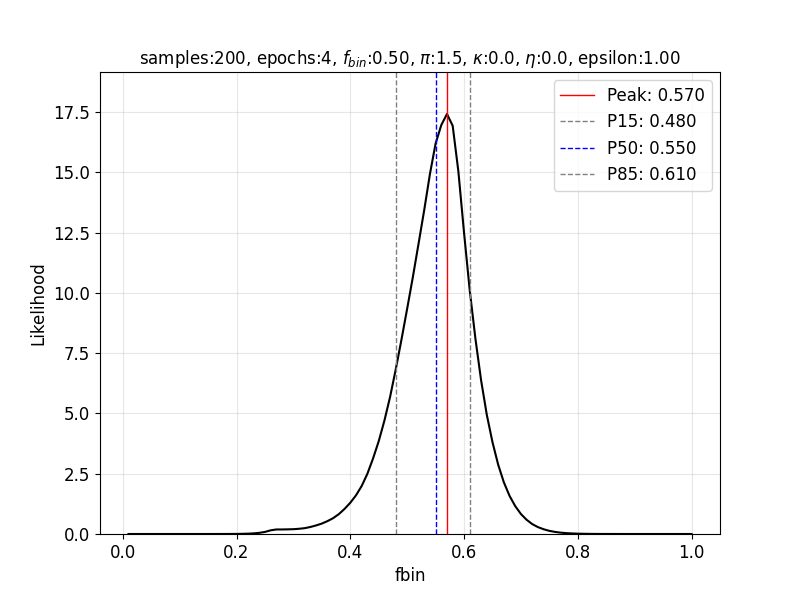 samples:200, epochs:4, f_bin:0.50, π:1.5, κ:0.0, η:0.0, epsilon:1.00
Peak: 0.570
P15: 0.480
P50: 0.550
P85: 0.610
17.5
15.0
12.5
10.0
7.5
5.0
2.5
0.0
Likelihood
0.0 0.2 0.4 0.6 0.8 1.0
fbin